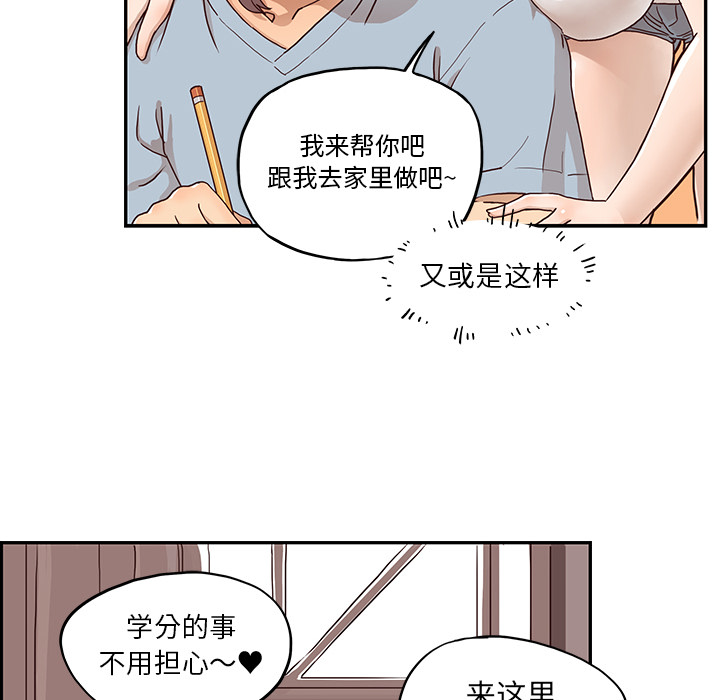 我来帮你吧
跟我去家里做吧~
又或是这样
学分的事
不用担心～♥
来这里